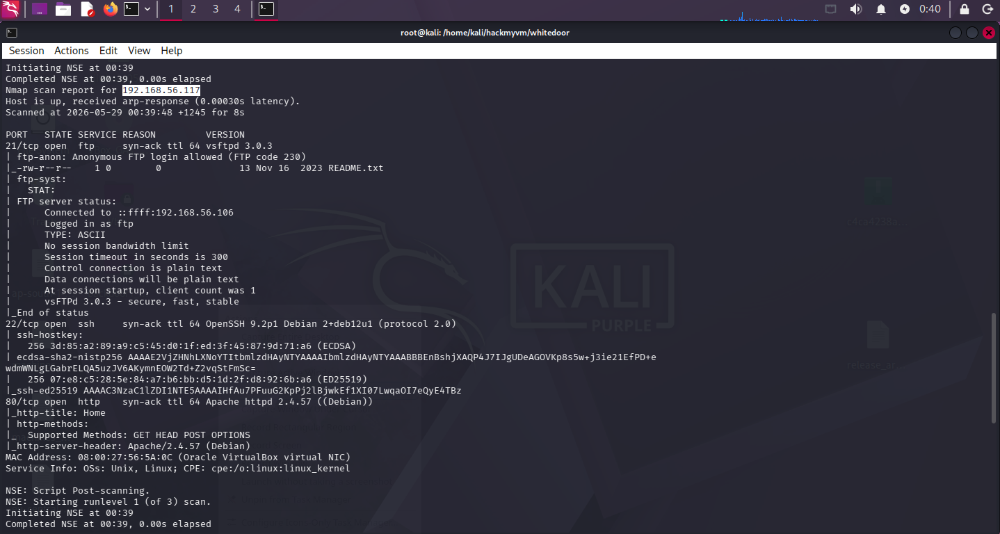 1 2 3 4 0:40
root@kali: /home/kali/hackmyvm/whitedoor
Session Actions Edit View Help
Initiating NSE at 00:39
Completed NSE at 00:39, 0.00s elapsed
Nmap scan report for 192.168.56.117
Host is up, received arp-response (0.00030s latency).
Scanned at 2026-05-29 00:39:48 +1245 for 8s
PORT   STATE SERVICE REASON         VERSION
21/tcp open  ftp     syn-ack ttl 64 vsftpd 3.0.3
| ftp-anon: Anonymous FTP login allowed (FTP code 230)
|_-rw-r--r--    1 0        0              13 Nov 16  2023 README.txt
| ftp-syst:
|   STAT:
| FTP server status:
|      Connected to ::ffff:192.168.56.106
|      Logged in as ftp
|      TYPE: ASCII
|      No session bandwidth limit
|      Session timeout in seconds is 300
|      Control connection is plain text
|      Data connections will be plain text
|      At session startup, client count was 1
|      vsFTPd 3.0.3 - secure, fast, stable
|_End of status
22/tcp open  ssh     syn-ack ttl 64 OpenSSH 9.2p1 Debian 2+deb12u1 (protocol 2.0)
| ssh-hostkey:
|   256 3d:85:a2:89:a9:c5:45:d0:1f:ed:3f:45:87:9d:71:a6 (ECDSA)
| ecdsa-sha2-nistp256 AAAAE2VjZHNhLXNoYTItbmlzdHAyNTYAAAAIbmlzdHAyNTYAAABBBEnBshjXAQP4J7IJgUDeAGOVKp8s5w+j3ie21EfPD+e
wdmWNLgLGabrELQA5uzJV6AKymnEOW2Td+Z2vqStFmSc=
|   256 07:e8:c5:28:5e:84:a7:b6:bb:d5:1d:2f:d8:92:6b:a6 (ED25519)
|_ssh-ed25519 AAAAC3NzaC1lZDI1NTE5AAAAIHfAu7PFuuG2KpPj2lBjwkEf1XI07LwqaOI7eQyE4TBz
80/tcp open  http    syn-ack ttl 64 Apache httpd 2.4.57 ((Debian))
|_http-title: Home
| http-methods:
|_  Supported Methods: GET HEAD POST OPTIONS
|_http-server-header: Apache/2.4.57 (Debian)
MAC Address: 08:00:27:56:5A:0C (Oracle VirtualBox virtual NIC)
Service Info: OSs: Unix, Linux; CPE: cpe:/o:linux:linux_kernel
NSE: Script Post-scanning.
NSE: Starting runlevel 1 (of 3) scan.
Initiating NSE at 00:39
Completed NSE at 00:39, 0.00s elapsed
KALI
PURPLE
c4ca4238a...
release_ar...